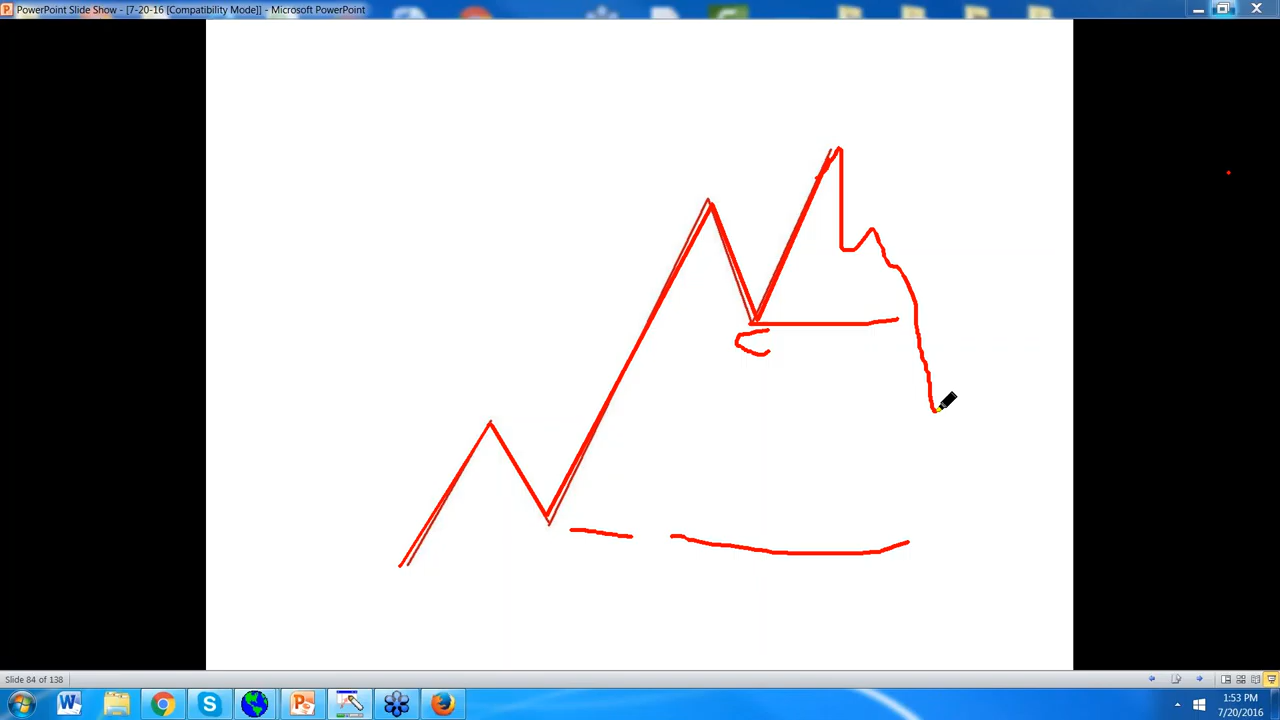 PowerPoint Slide Show - [7-20-16 [Compatibility Mode]] - Microsoft PowerPoint
Slide 84 of 138
1:53 PM
7/20/2016